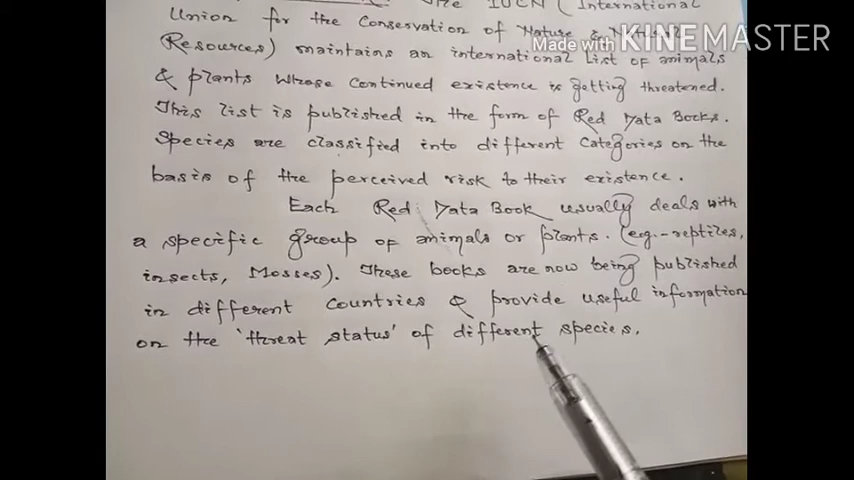 The IUCN (International
Union for the Conservation of Nature & Natural
Resources) maintains an international List of animals
& plants whose continued existence is getting threatened.
This list is published in the form of Red Data Books.
Species are classified into different categories on the
basis of the perceived risk to their existence.
Each Red Data Book usually deals with
a specific group of animals or plants. (eg.-reptiles,
insects, Mosses). These books are now being published
in different countries & provide useful information
on the 'threat status' of different species.
Made with KINEMASTER